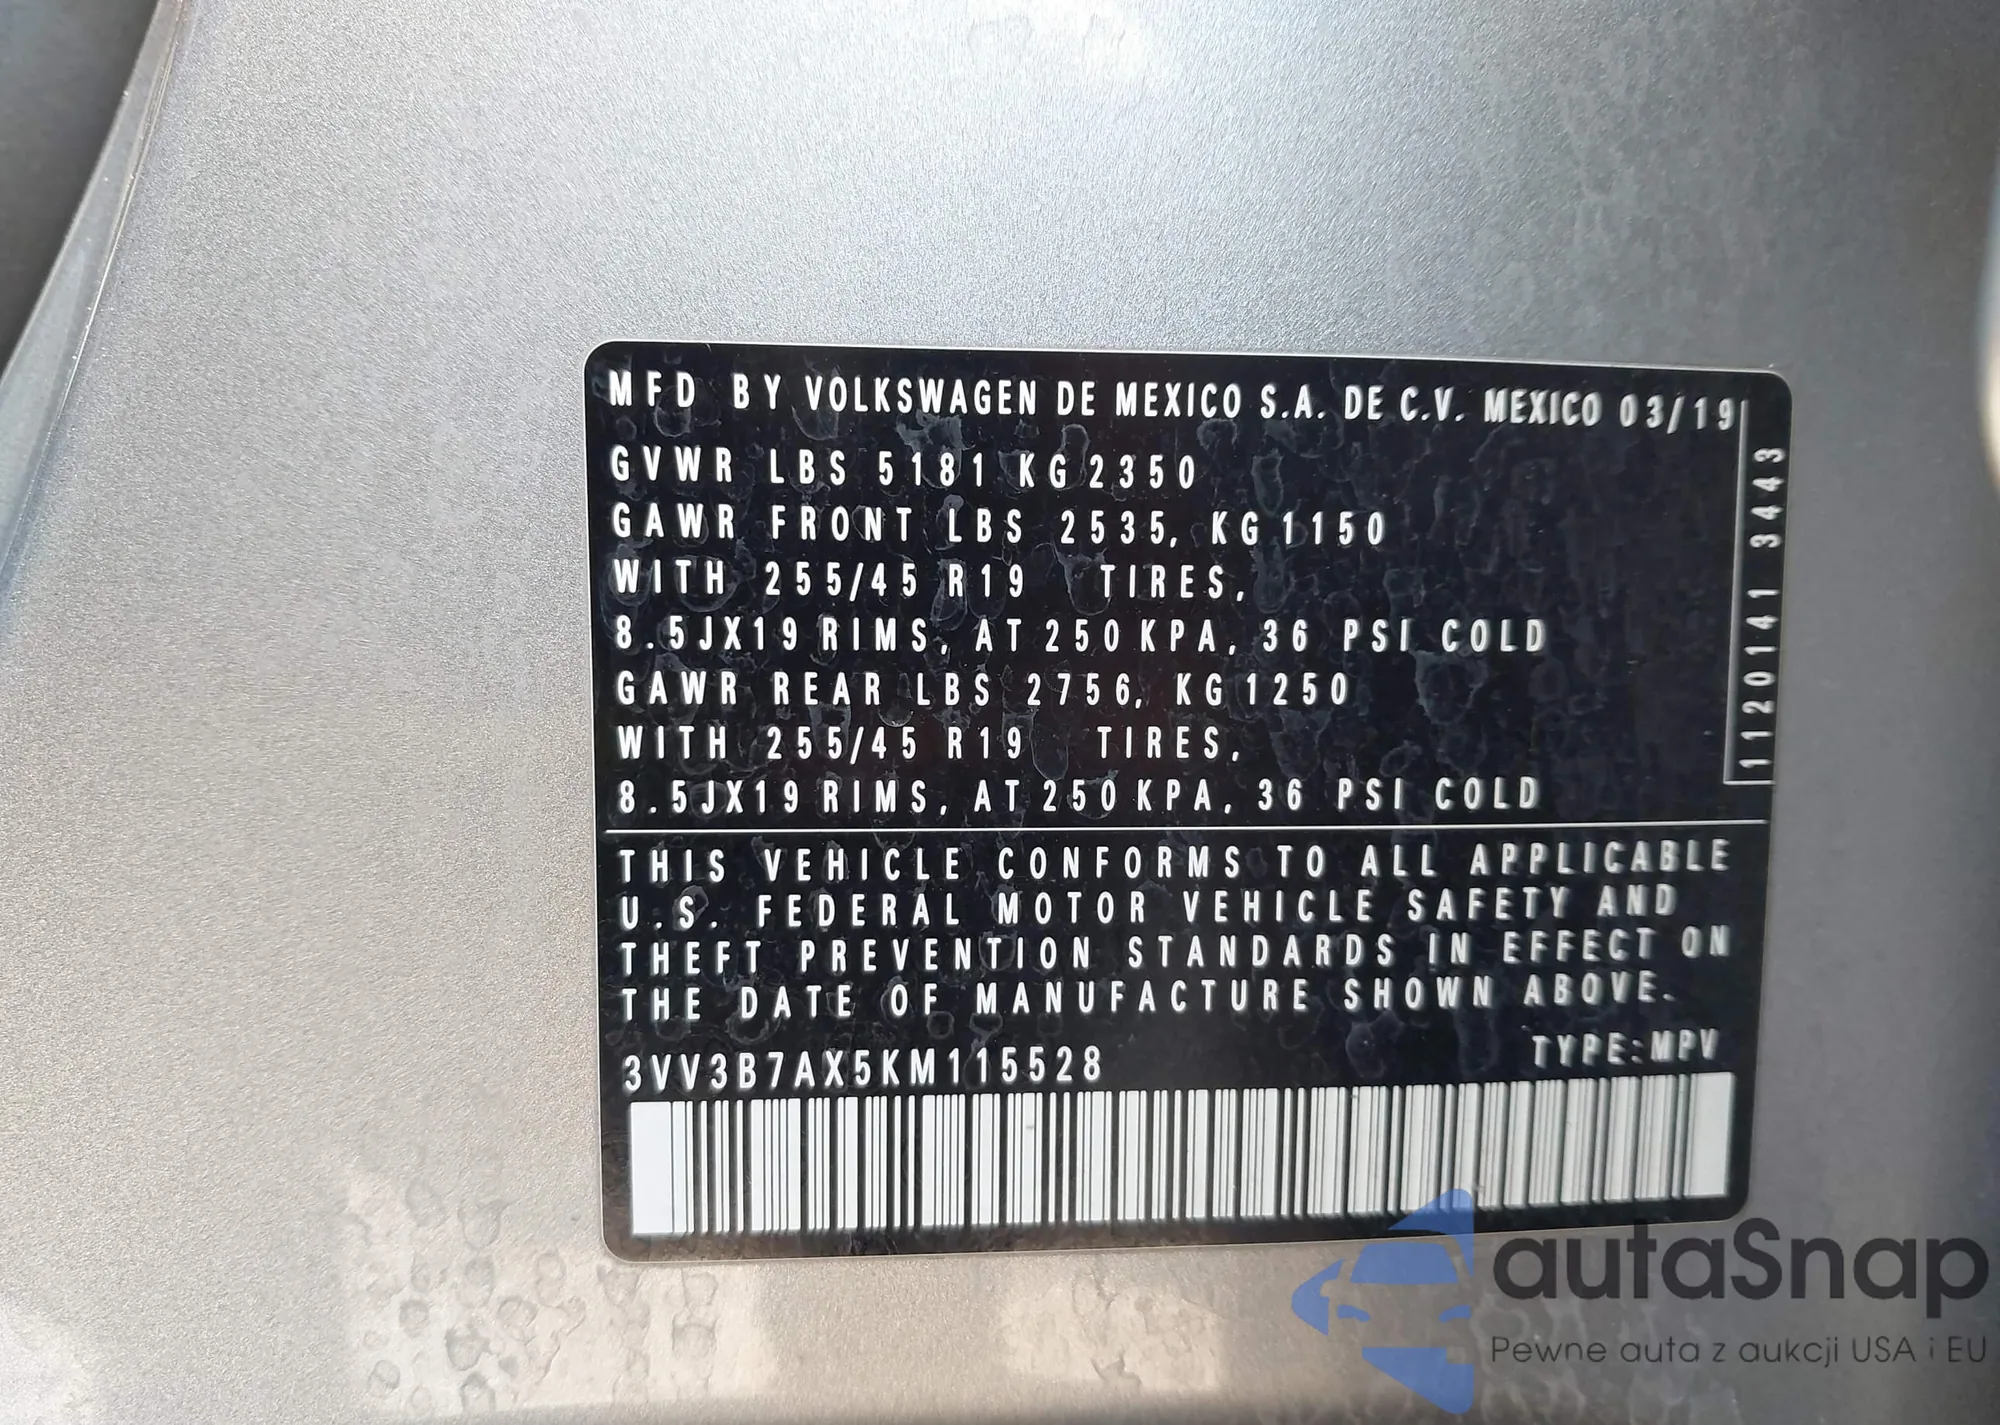 MFD BY VOLKSWAGEN DE MEXICO S.A. DE C.V. MEXICO 03/19
GVWR LBS 5181 KG 2350
GAWR FRONT LBS 2535, KG 1150
WITH 255/45 R19 TIRES,
8.5JX19 RIMS, AT 250 KPA, 36 PSI COLD
GAWR REAR LBS 2756, KG 1250
WITH 255/45 R19 TIRES,
8.5JX19 RIMS, AT 250 KPA, 36 PSI COLD
1120141 3443
THIS VEHICLE CONFORMS TO ALL APPLICABLE
U.S. FEDERAL MOTOR VEHICLE SAFETY AND
THEFT PREVENTION STANDARDS IN EFFECT ON
THE DATE OF MANUFACTURE SHOWN ABOVE.
3VV3B7AX5KM115528 TYPE:MPV
autaSnap
Pewne auta z aukcji USA i EU